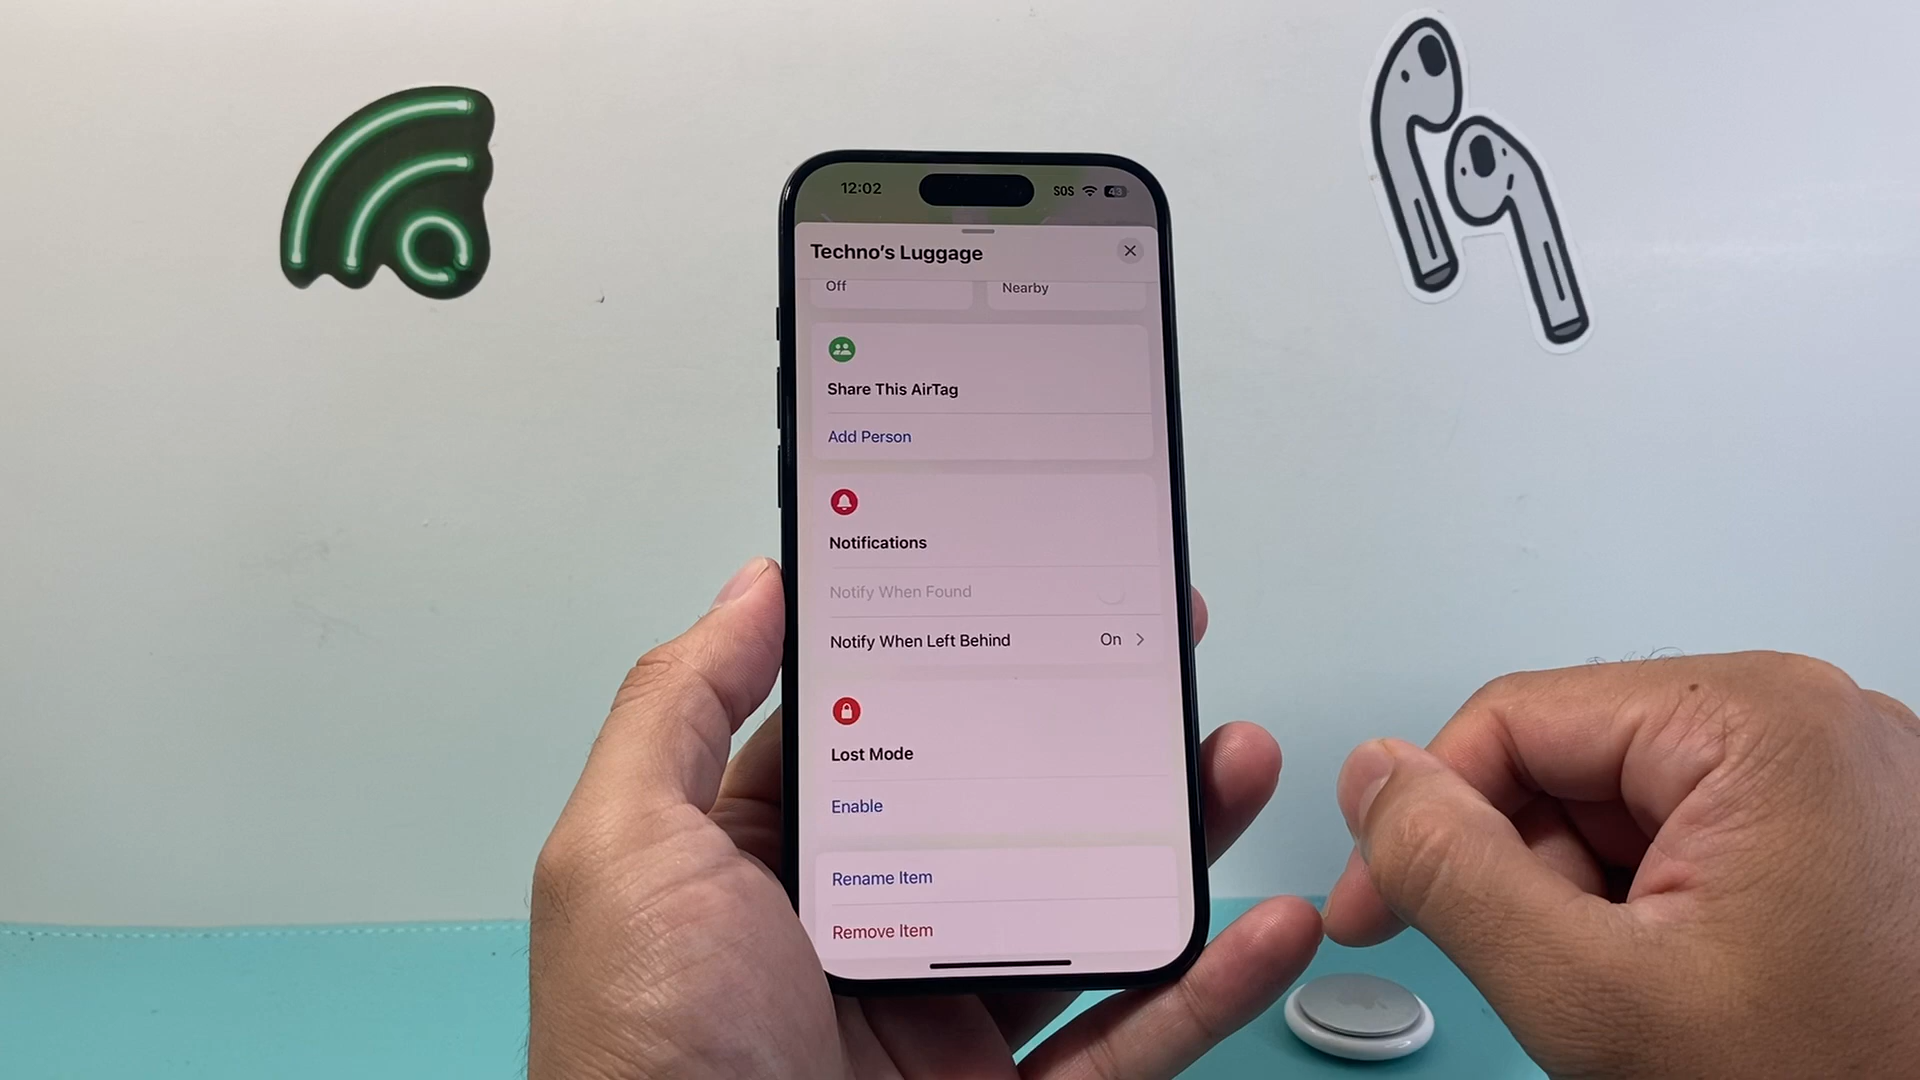 12:02
SOS
43
Techno's Luggage
Off
Nearby
Share This AirTag
Add Person
Notifications
Notify When Found
Notify When Left Behind
On
Lost Mode
Enable
Rename Item
Remove Item